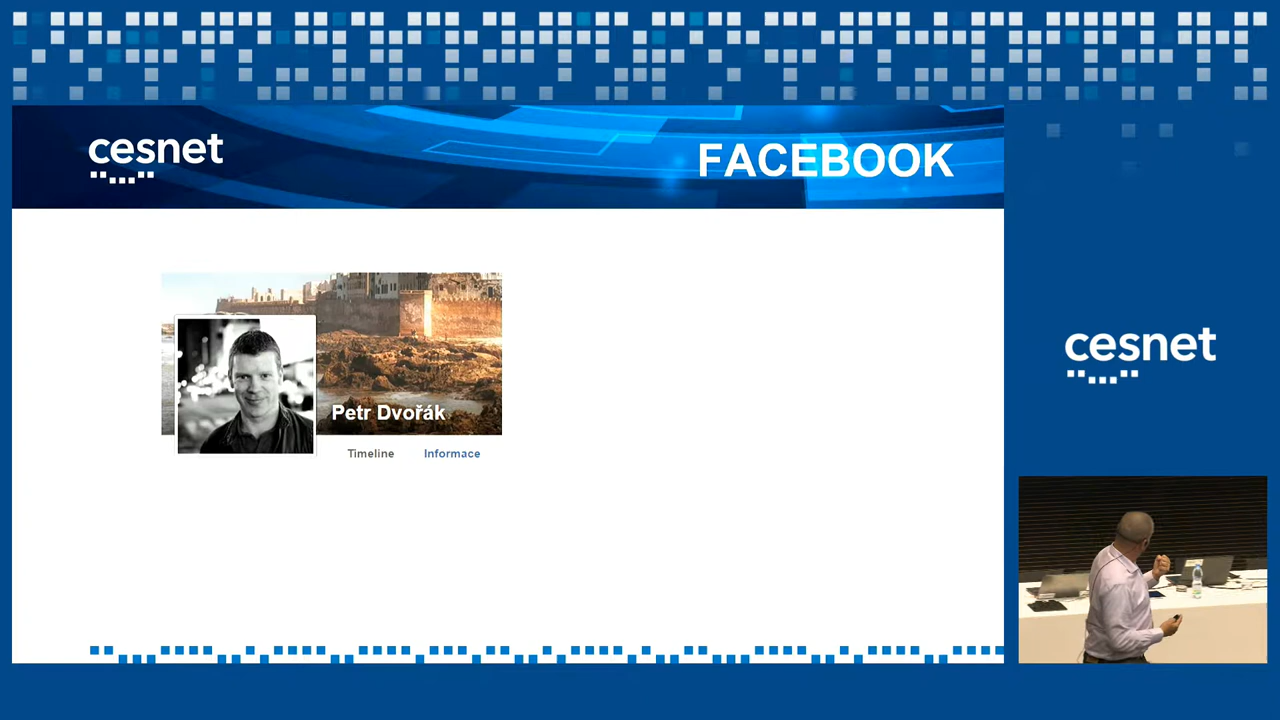 cesnet
FACEBOOK
Petr Dvořák
Timeline
Informace
cesnet